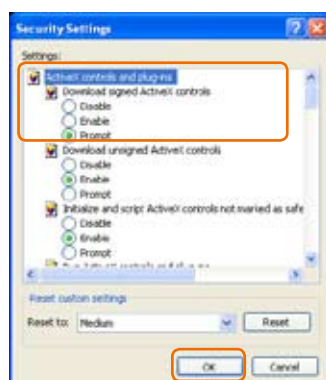 Security Settings
Settings:
ActiveX controls and plug-ins
Download signed ActiveX controls
Disable
Enable
Prompt
Download unsigned ActiveX controls
Disable
Enable
Prompt
Initialize and script ActiveX controls not marked as safe
Disable
Enable
Prompt
Reset custom settings
Reset to: Medium Reset
OK Cancel